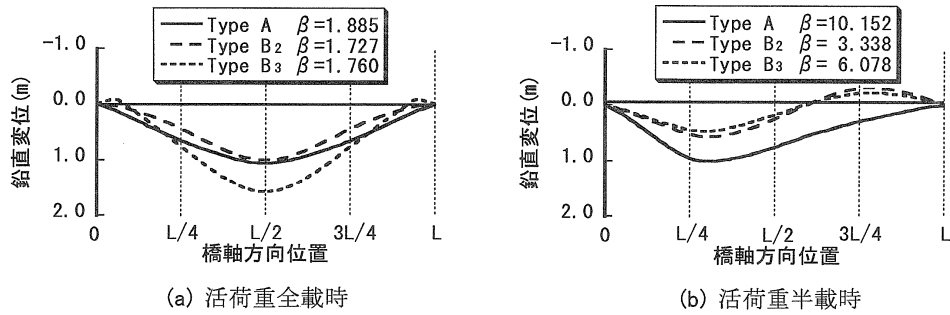 Type A β=1.885
Type B2 β=1.727
Type B3 β=1.760
-1.0
0.0
1.0
2.0
鉛直変位(m)
0 L/4 L/2 3L/4 L
橋軸方向位置
(a) 活荷重全載時
Type A β=10.152
Type B2 β= 3.338
Type B3 β= 6.078
-1.0
0.0
1.0
2.0
鉛直変位(m)
0 L/4 L/2 3L/4 L
橋軸方向位置
(b) 活荷重半載時